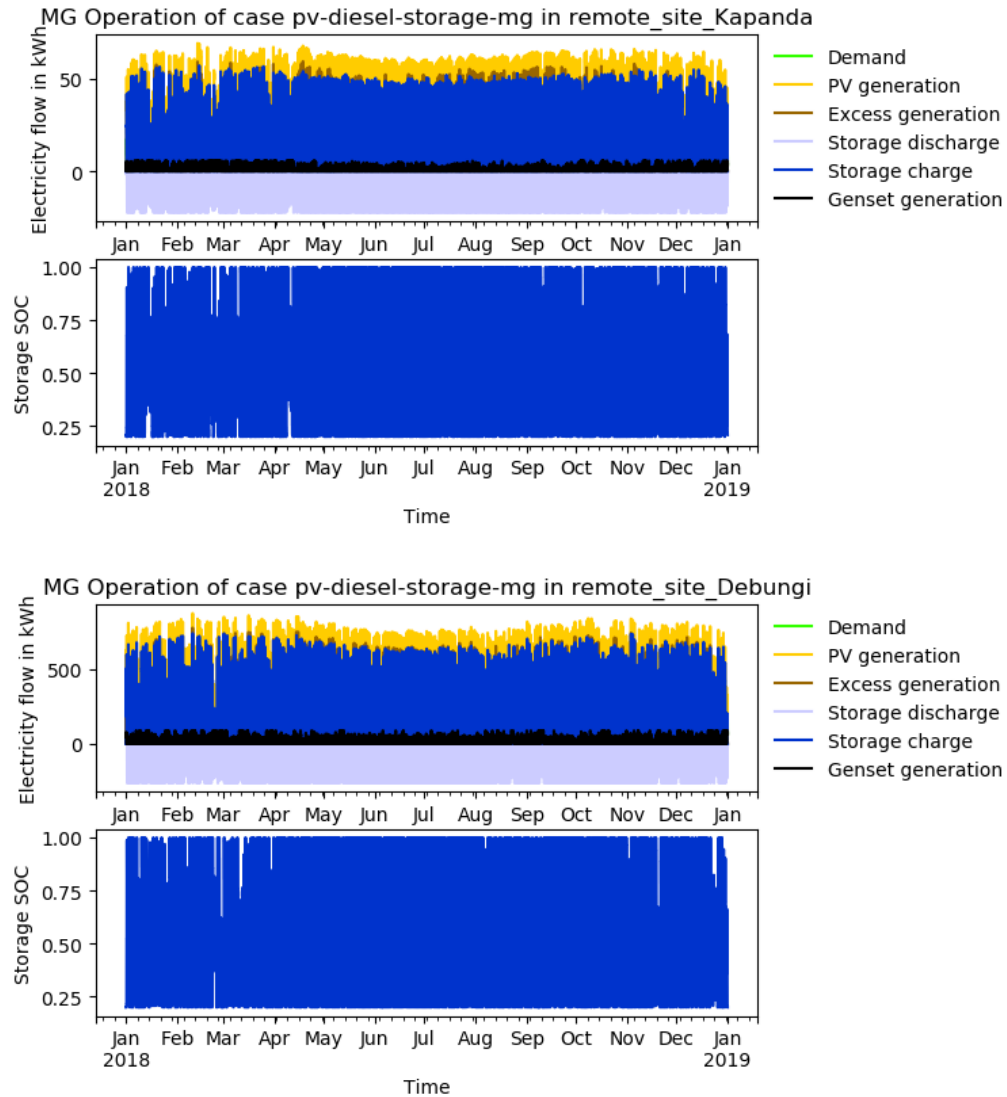 MG Operation of case pv-diesel-storage-mg in remote_site_Kapanda
Electricity flow in kWh
50
0
Demand
PV generation
Excess generation
Storage discharge
Storage charge
Genset generation
Jan Feb Mar Apr May Jun Jul Aug Sep Oct Nov Dec Jan
Storage SOC
1.00
0.75
0.50
0.25
Jan Feb Mar Apr May Jun Jul Aug Sep Oct Nov Dec Jan
2018 2019
Time
MG Operation of case pv-diesel-storage-mg in remote_site_Debungi
Electricity flow in kWh
500
0
Demand
PV generation
Excess generation
Storage discharge
Storage charge
Genset generation
Jan Feb Mar Apr May Jun Jul Aug Sep Oct Nov Dec Jan
Storage SOC
1.00
0.75
0.50
0.25
Jan Feb Mar Apr May Jun Jul Aug Sep Oct Nov Dec Jan
2018 2019
Time